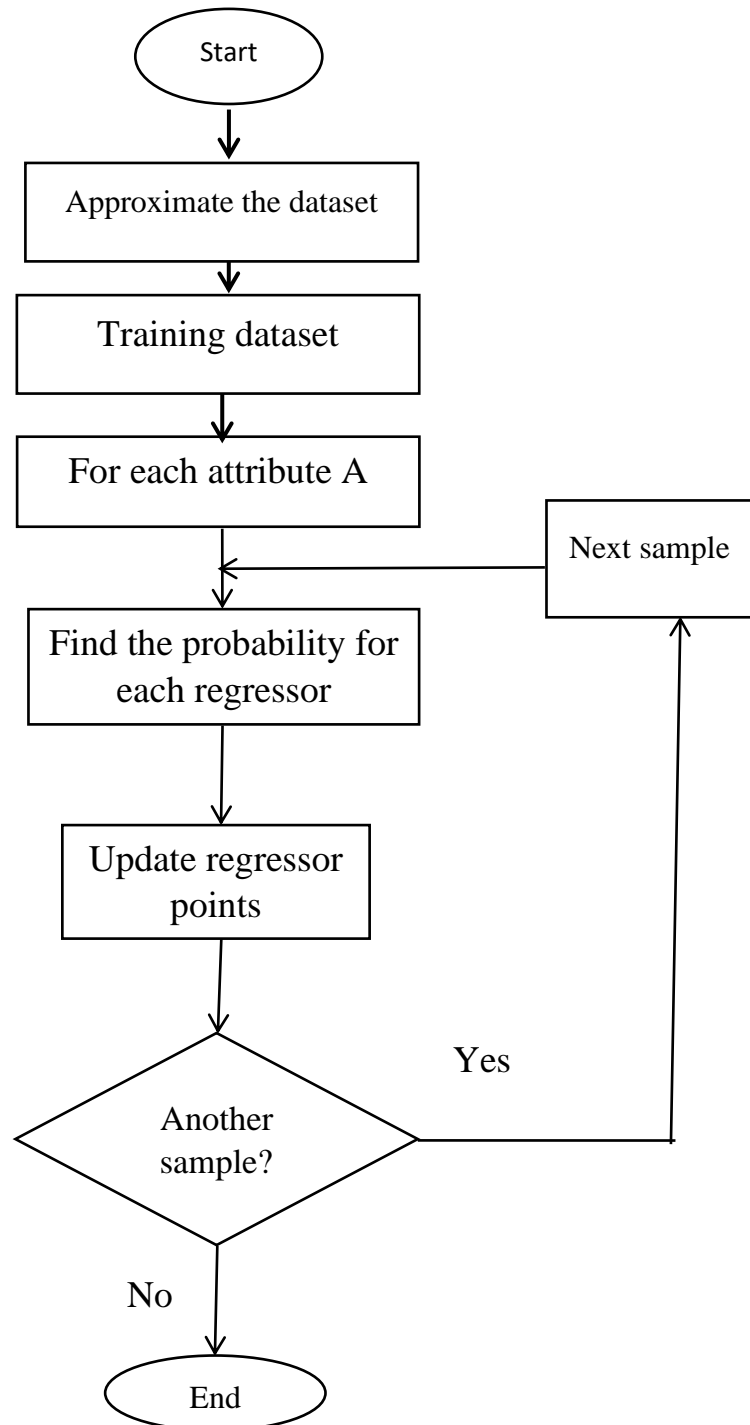 Start
Approximate the dataset
Training dataset
For each attribute A
Next sample
Find the probability for
each regressor
Update regressor
points
Yes
Another
sample?
No
End